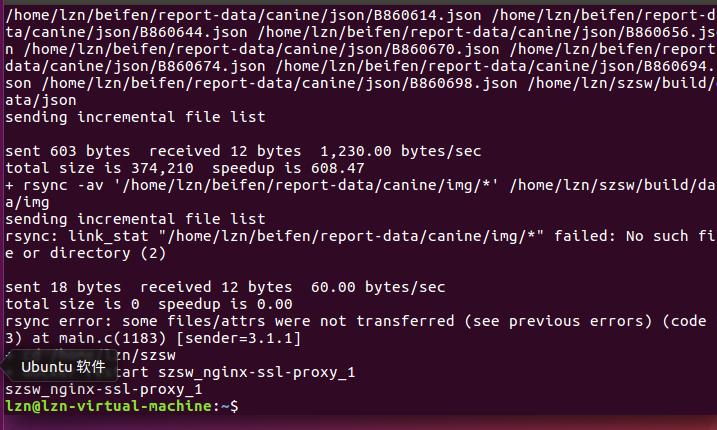 /home/lzn/beifen/report-data/canine/json/B860614.json /home/lzn/beifen/report-d
ta/canine/json/B860644.json /home/lzn/beifen/report-data/canine/json/B860656.js
n /home/lzn/beifen/report-data/canine/json/B860670.json /home/lzn/beifen/report
data/canine/json/B860674.json /home/lzn/beifen/report-data/canine/json/B860694.
son /home/lzn/beifen/report-data/canine/json/B860698.json /home/lzn/szsw/build/
ata/json
sending incremental file list
sent 603 bytes  received 12 bytes  1,230.00 bytes/sec
total size is 374,210  speedup is 608.47
+ rsync -av '/home/lzn/beifen/report-data/canine/img/*' /home/lzn/szsw/build/da
a/img
sending incremental file list
rsync: link_stat "/home/lzn/beifen/report-data/canine/img/*" failed: No such fi
e or directory (2)
sent 18 bytes  received 12 bytes  60.00 bytes/sec
total size is 0  speedup is 0.00
rsync error: some files/attrs were not transferred (see previous errors) (code
3) at main.c(1183) [sender=3.1.1]
/lzn/szsw
Ubuntu 软件
tart szsw_nginx-ssl-proxy_1
szsw_nginx-ssl-proxy_1
lzn@lzn-virtual-machine:~$